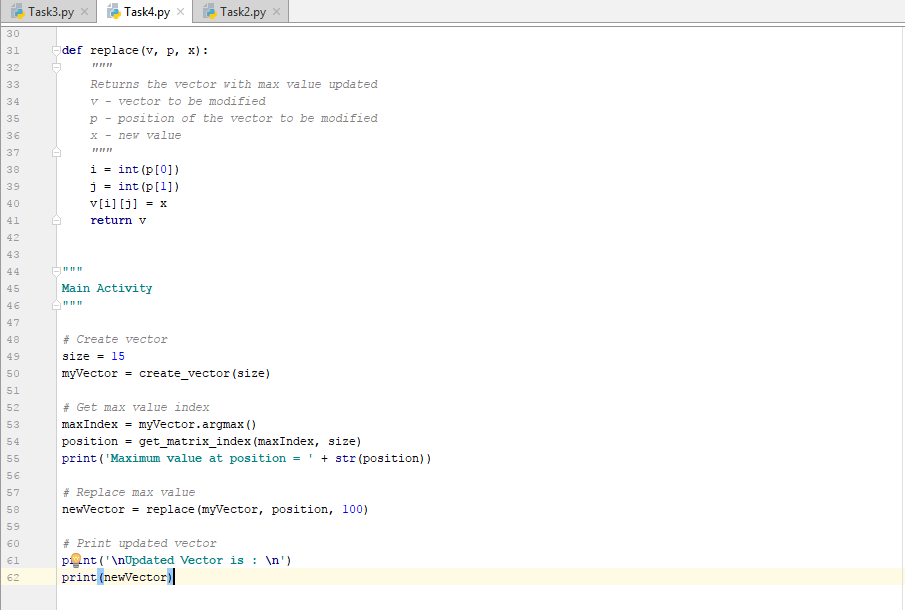 Task3.py Task4.py Task2.py
30
31 def replace(v, p, x):
32 """
33 Returns the vector with max value updated
34 v - vector to be modified
35 p - position of the vector to be modified
36 x - new value
37 """
38 i = int(p[0])
39 j = int(p[1])
40 v[i][j] = x
41 return v
42
43
44 """
45 Main Activity
46 """
47
48 # Create vector
49 size = 15
50 myVector = create_vector(size)
51
52 # Get max value index
53 maxIndex = myVector.argmax()
54 position = get_matrix_index(maxIndex, size)
55 print('Maximum value at position = ' + str(position))
56
57 # Replace max value
58 newVector = replace(myVector, position, 100)
59
60 # Print updated vector
61 print('\nUpdated Vector is : \n')
62 print(newVector)